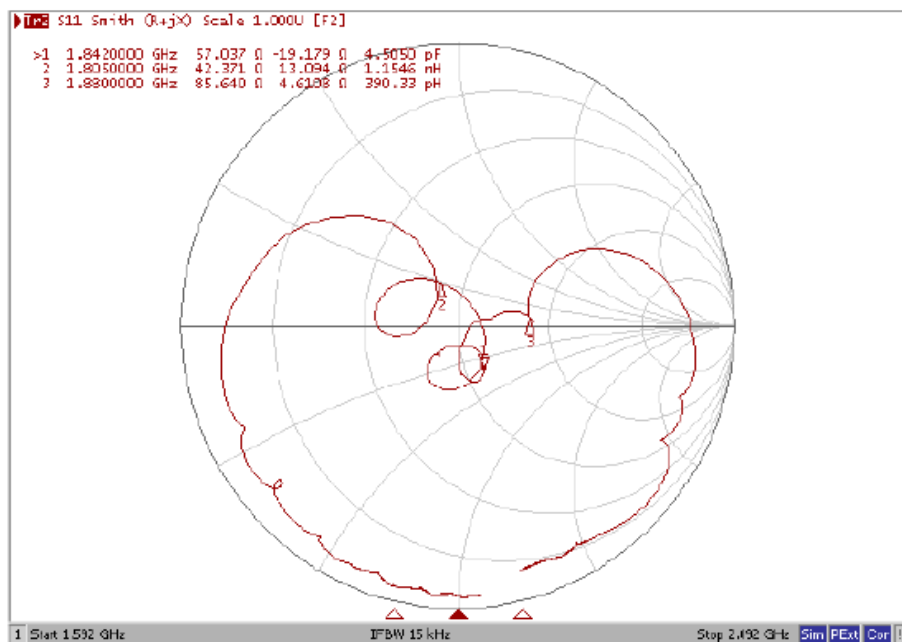 Tr2 S11 Smith (R+jX) Scale 1.000U [F2]
>1 1.8420000 GHz 57.037 Ω -19.179 Ω 4.5050 pF
2 1.8050000 GHz 42.371 Ω 13.094 Ω 1.1546 nH
3 1.8800000 GHz 85.640 Ω 4.6108 Ω 390.33 pH
2
3
1 Start 1.592 GHz IFBW 15 kHz Stop 2.092 GHz Sim PExt Cor